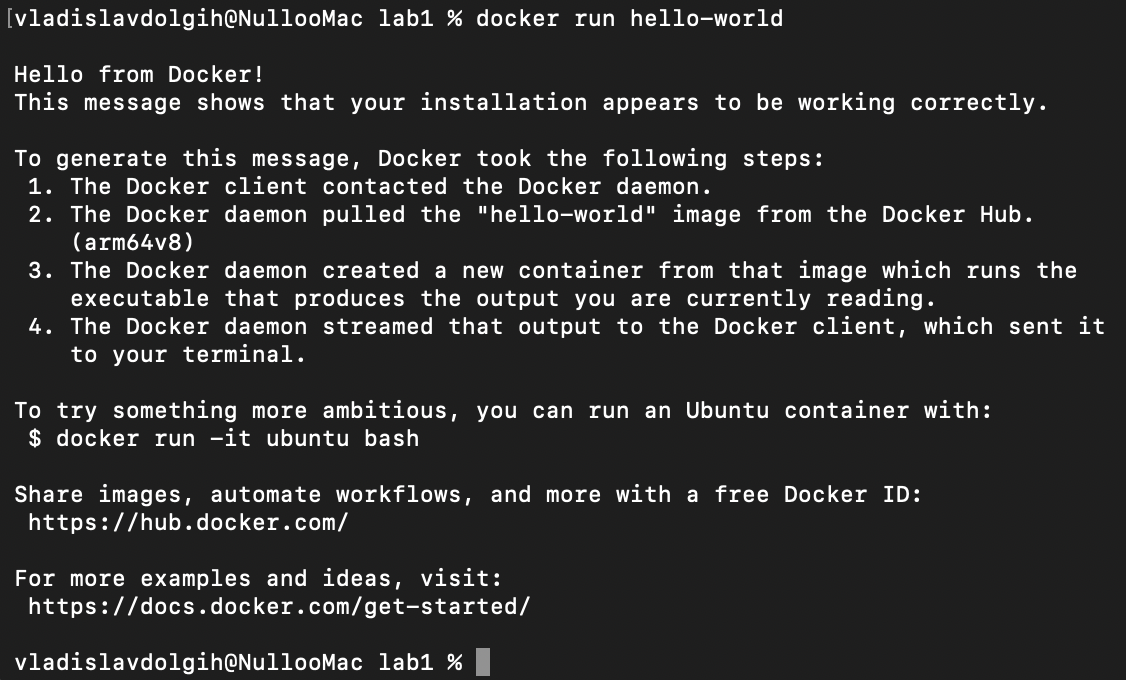 [vladislavdolgih@NullooMac lab1 % docker run hello-world
Hello from Docker!
This message shows that your installation appears to be working correctly.
To generate this message, Docker took the following steps:
1. The Docker client contacted the Docker daemon.
2. The Docker daemon pulled the "hello-world" image from the Docker Hub.
(arm64v8)
3. The Docker daemon created a new container from that image which runs the
executable that produces the output you are currently reading.
4. The Docker daemon streamed that output to the Docker client, which sent it
to your terminal.
To try something more ambitious, you can run an Ubuntu container with:
$ docker run -it ubuntu bash
Share images, automate workflows, and more with a free Docker ID:
https://hub.docker.com/
For more examples and ideas, visit:
https://docs.docker.com/get-started/
vladislavdolgih@NullooMac lab1 %